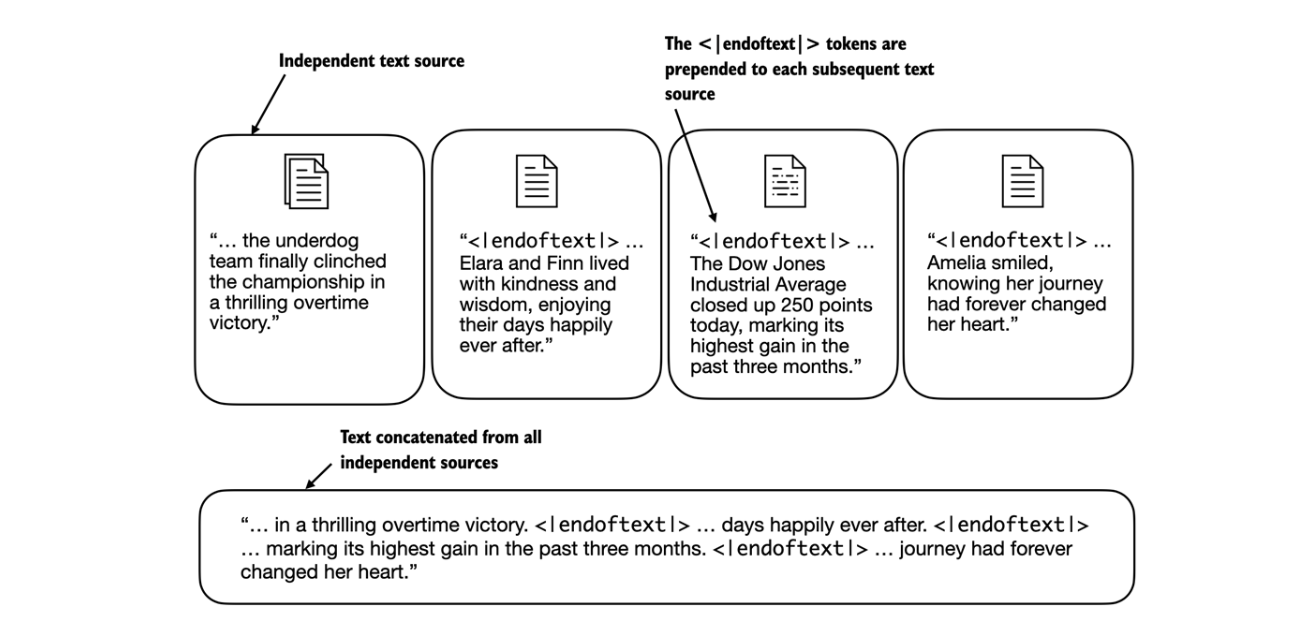 Independent text source
The <|endoftext|> tokens are
prepended to each subsequent text
source
“… the underdog
team finally clinched
the championship in
a thrilling overtime
victory.”
“<|endoftext|> …
Elara and Finn lived
with kindness and
wisdom, enjoying
their days happily
ever after.”
“<|endoftext|> …
The Dow Jones
Industrial Average
closed up 250 points
today, marking its
highest gain in the
past three months.”
“<|endoftext|> …
Amelia smiled,
knowing her journey
had forever changed
her heart.”
Text concatenated from all
independent sources
“… in a thrilling overtime victory. <|endoftext|> … days happily ever after. <|endoftext|>
… marking its highest gain in the past three months. <|endoftext|> … journey had forever
changed her heart.”